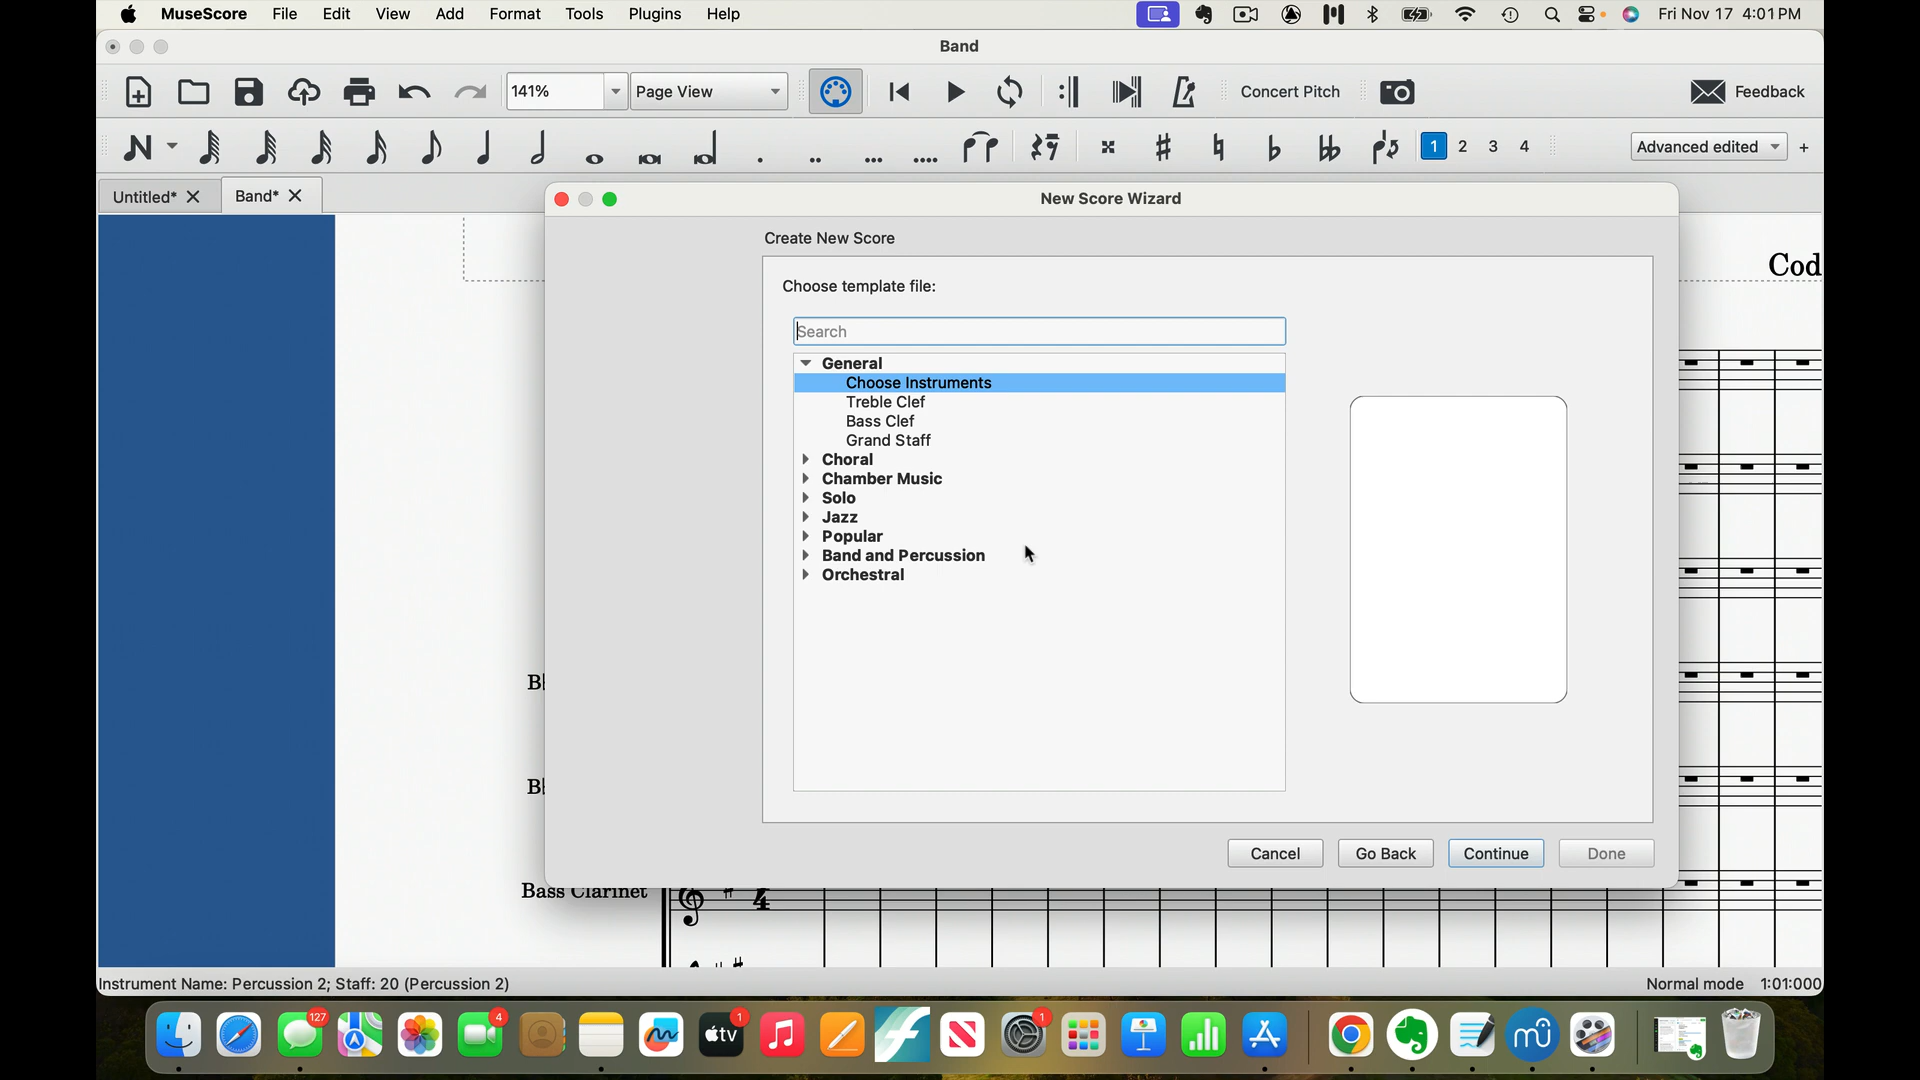 MuseScore File Edit View Add Format Tools Plugins Help Fri Nov 17 4:01 PM
Band
141% Page View Concert Pitch Feedback
1 2 3 4 Advanced edited +
Untitled* Band*
New Score Wizard
Create New Score
Cod
Choose template file:
Search
General
Choose Instruments
Treble Clef
Bass Clef
Grand Staff
Choral
Chamber Music
Solo
Jazz
Popular
Band and Percussion
Orchestral
B♭
B♭
Cancel Go Back Continue Done
Bass Clarinet
Instrument Name: Percussion 2; Staff: 20 (Percussion 2) Normal mode 1:01:000
127 4 tv 1 1